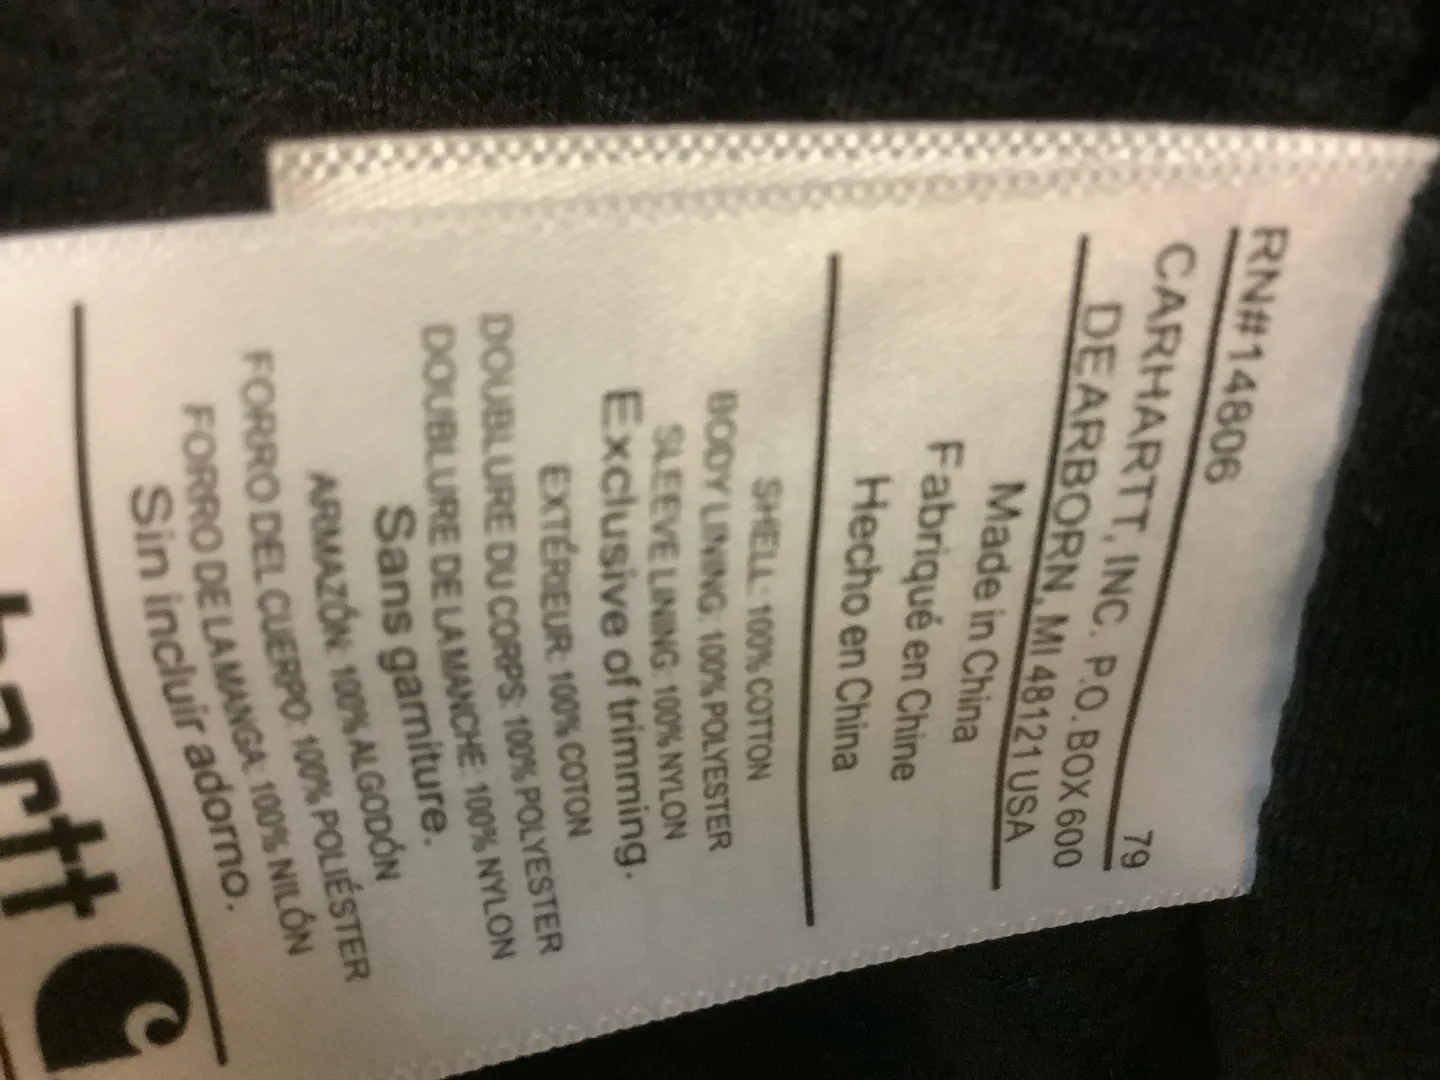 RN#14806
79
CARHARTT, INC. P.O. BOX 600
DEARBORN, MI 48121 USA
Made in China
Fabriqué en Chine
Hecho en China
SHELL: 100% COTTON
BODY LINING: 100% POLYESTER
SLEEVE LINING: 100% NYLON
Exclusive of trimming.
EXTÉRIEUR: 100% COTON
DOUBLURE DU CORPS: 100% POLYESTER
DOUBLURE DE LA MANCHE: 100% NYLON
Sans garniture.
ARMAZÓN: 100% ALGODÓN
FORRO DEL CUERPO: 100% POLIÉSTER
FORRO DE LA MANGA: 100% NILÓN
Sin incluir adorno.